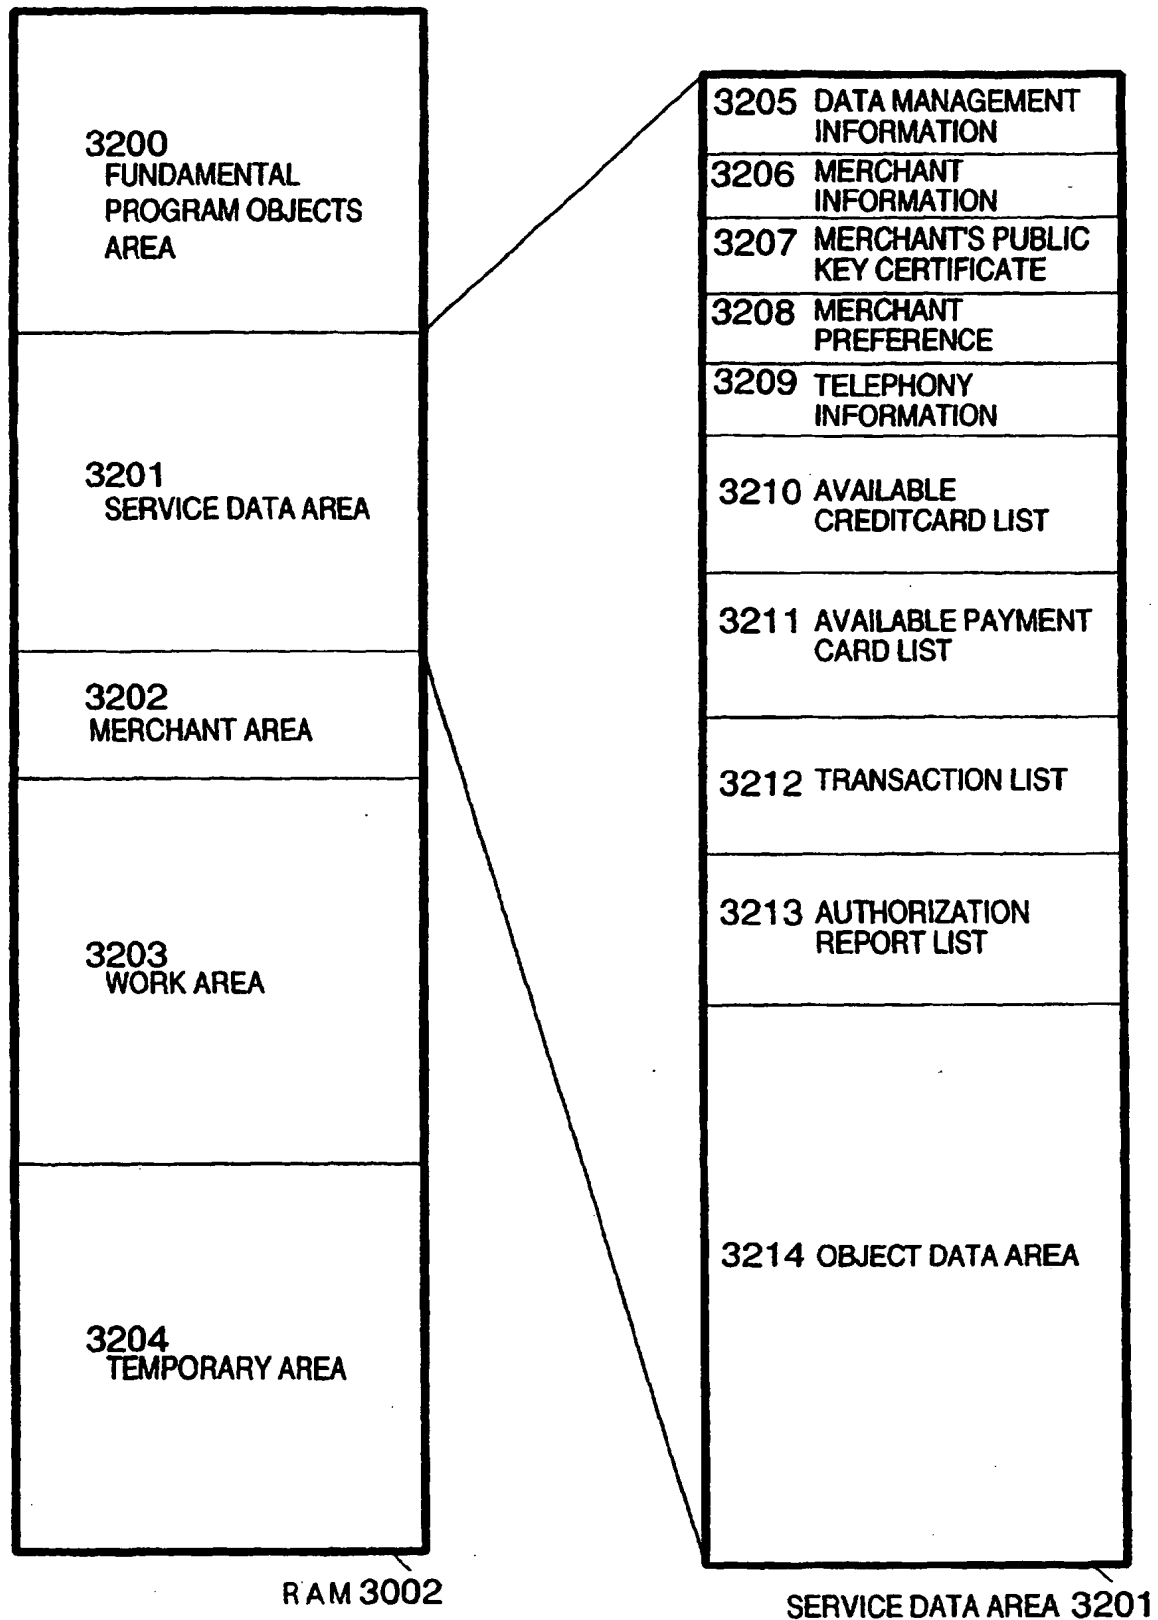 3200
FUNDAMENTAL
PROGRAM OBJECTS
AREA
3201
SERVICE DATA AREA
3202
MERCHANT AREA
3203
WORK AREA
3204
TEMPORARY AREA
RAM 3002
3205 DATA MANAGEMENT
INFORMATION
3206 MERCHANT
INFORMATION
3207 MERCHANT'S PUBLIC
KEY CERTIFICATE
3208 MERCHANT
PREFERENCE
3209 TELEPHONY
INFORMATION
3210 AVAILABLE
CREDITCARD LIST
3211 AVAILABLE PAYMENT
CARD LIST
3212 TRANSACTION LIST
3213 AUTHORIZATION
REPORT LIST
3214 OBJECT DATA AREA
SERVICE DATA AREA 3201